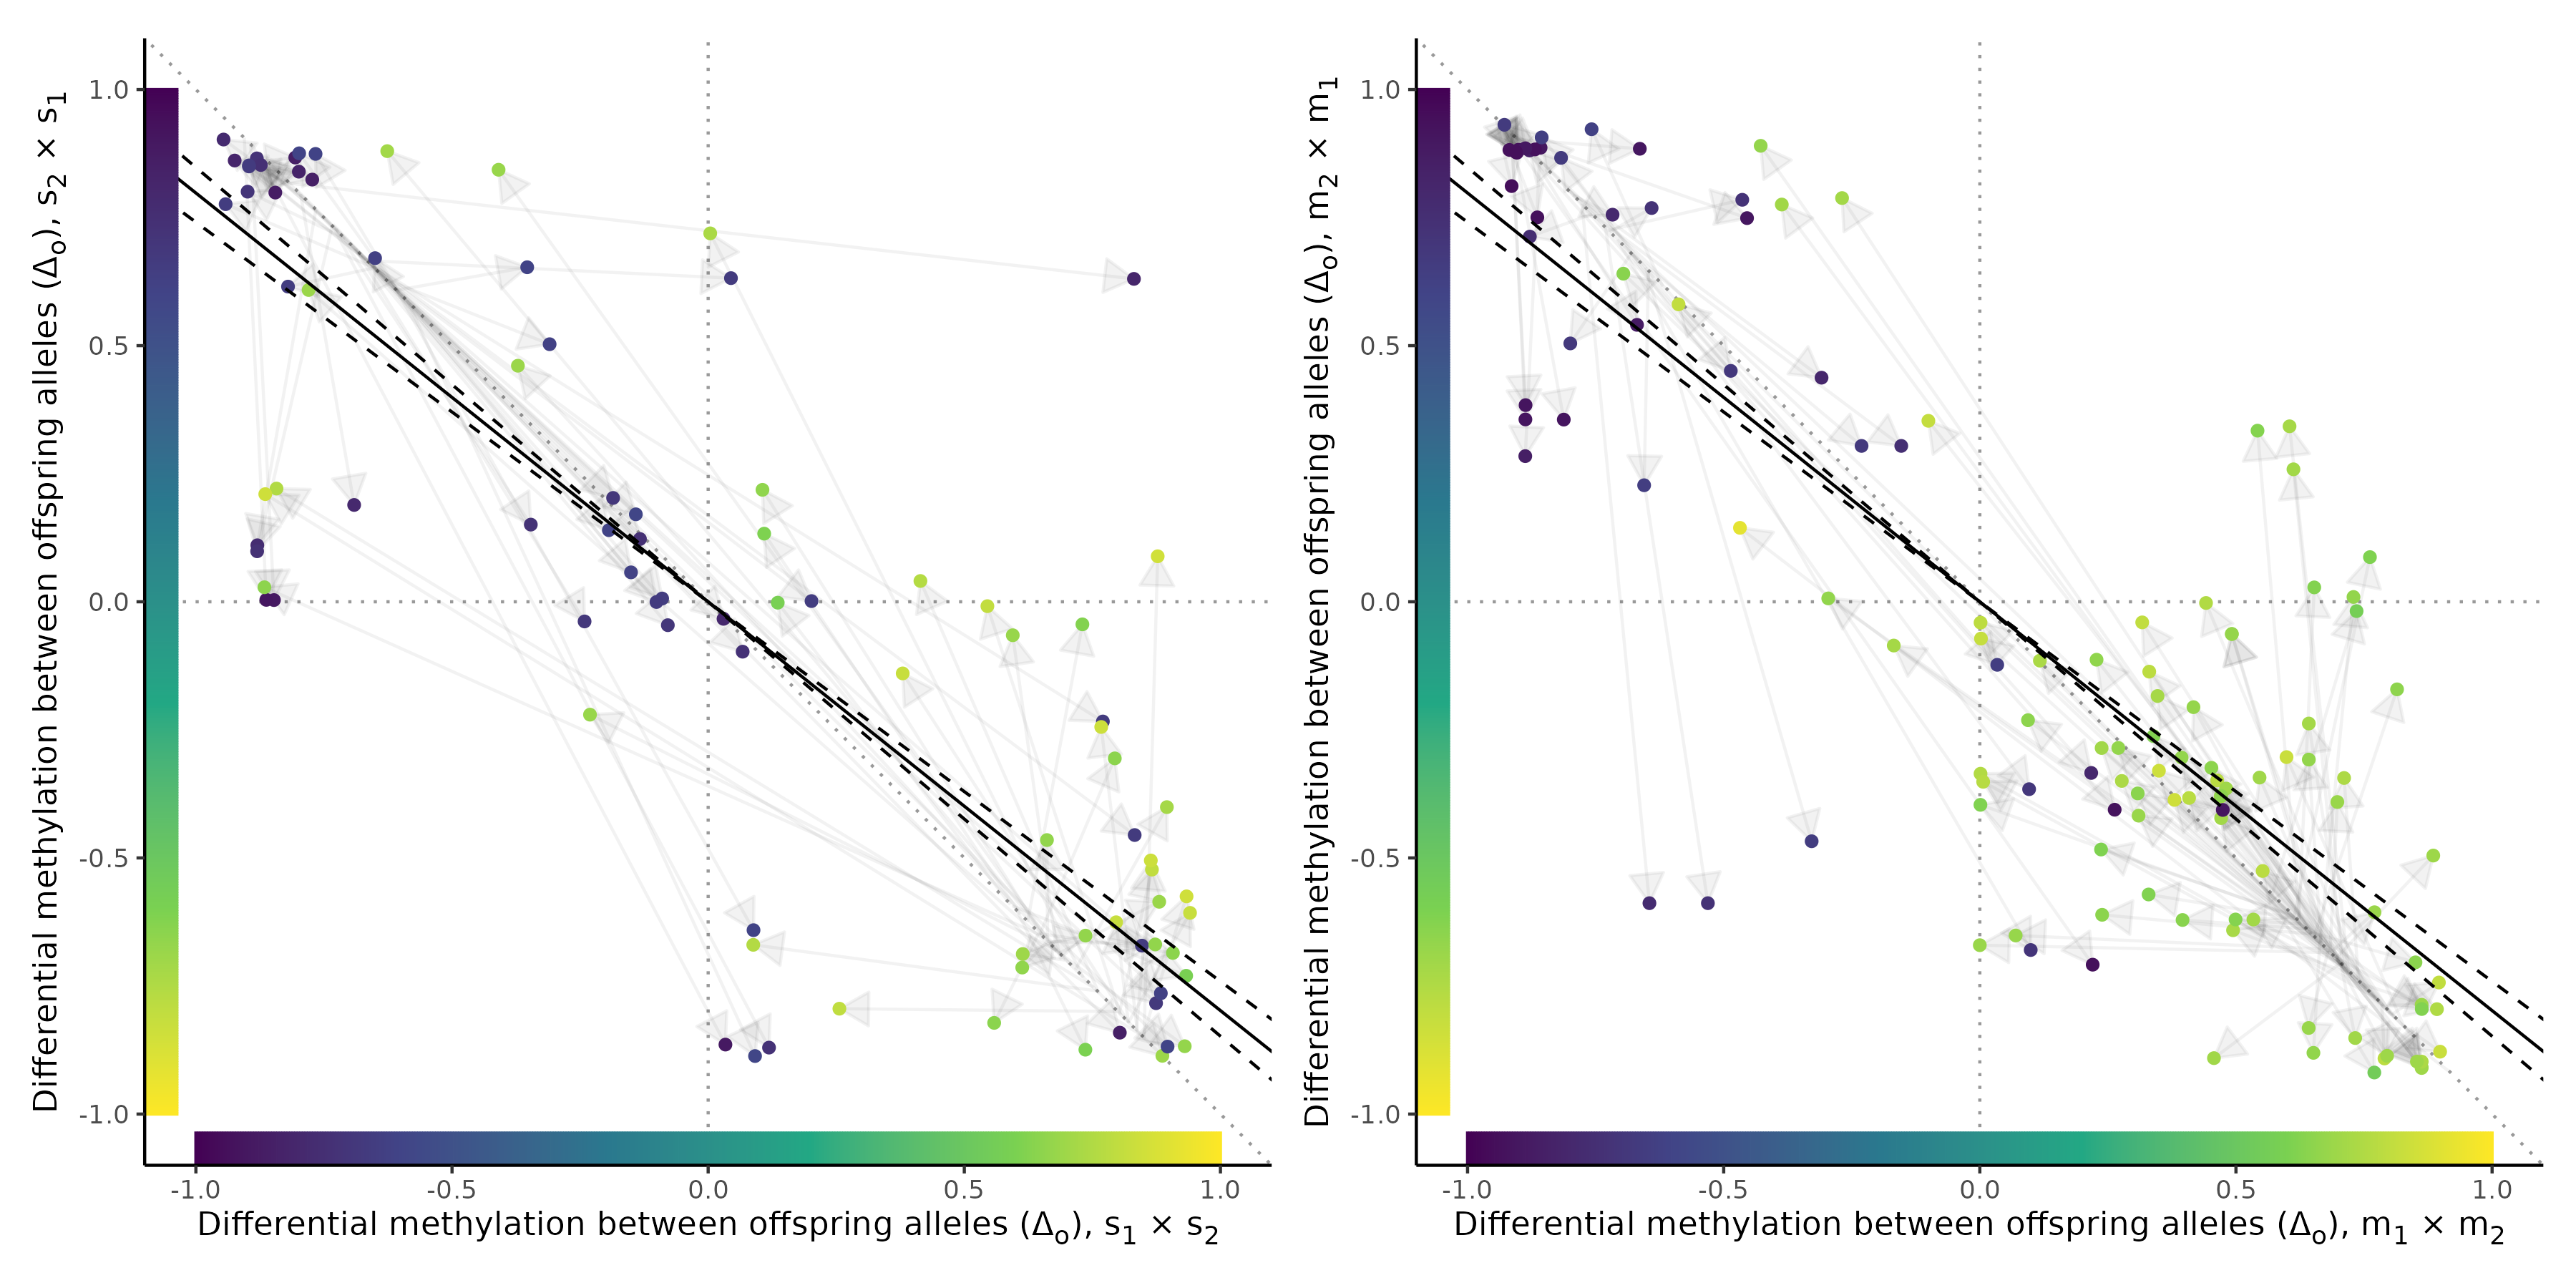 Differential methylation between offspring alleles (Δo), s2 × s1
1.0
0.5
0.0
-0.5
-1.0
-1.0 -0.5 0.0 0.5 1.0
Differential methylation between offspring alleles (Δo), s1 × s2
Differential methylation between offspring alleles (Δo), m2 × m1
1.0
0.5
0.0
-0.5
-1.0
-1.0 -0.5 0.0 0.5 1.0
Differential methylation between offspring alleles (Δo), m1 × m2